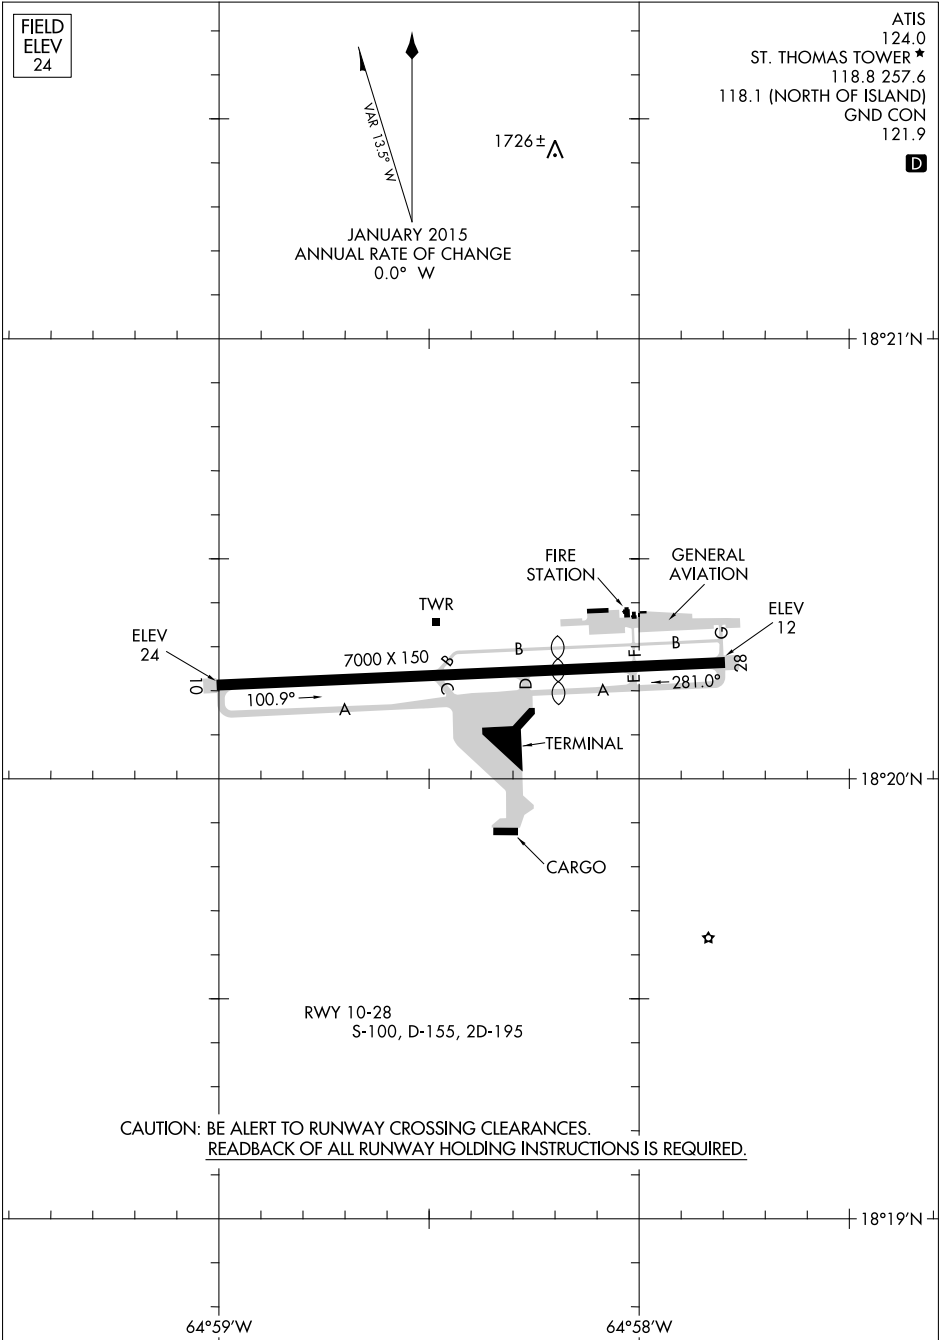 FIELD
ELEV
24
ATIS
124.0
ST. THOMAS TOWER★
118.8 257.6
118.1 (NORTH OF ISLAND)
GND CON
121.9
D
VAR 13.5° W
1726±
JANUARY 2015
ANNUAL RATE OF CHANGE
0.0° W
18°21'N
FIRE
STATION
GENERAL
AVIATION
TWR
ELEV
12
ELEV
24
7000 X 150
B
B
B
F
G
28
10
100.9°
A
C
D
A
E
281.0°
TERMINAL
18°20'N
CARGO
RWY 10-28
S-100, D-155, 2D-195
CAUTION: BE ALERT TO RUNWAY CROSSING CLEARANCES.
READBACK OF ALL RUNWAY HOLDING INSTRUCTIONS IS REQUIRED.
18°19'N
64°59'W
64°58'W